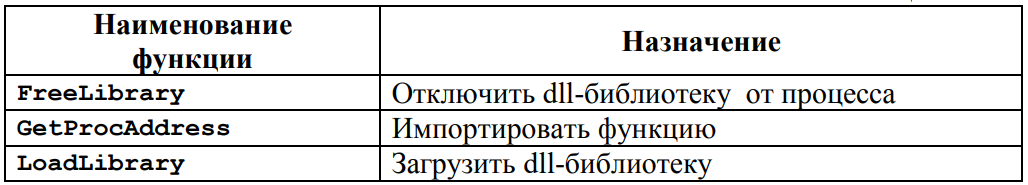 Наименование
функции
Назначение
FreeLibrary
Отключить dll-библиотеку от процесса
GetProcAddress
Импортировать функцию
LoadLibrary
Загрузить dll-библиотеку